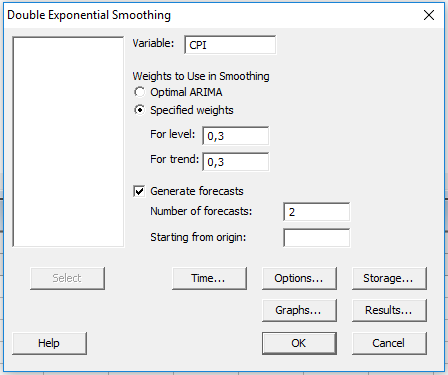 Double Exponential Smoothing
Variable: CPI
Weights to Use in Smoothing
Optimal ARIMA
Specified weights
For level: 0,3
For trend: 0,3
Generate forecasts
Number of forecasts: 2
Starting from origin:
Select Time... Options... Storage...
Graphs... Results...
Help OK Cancel